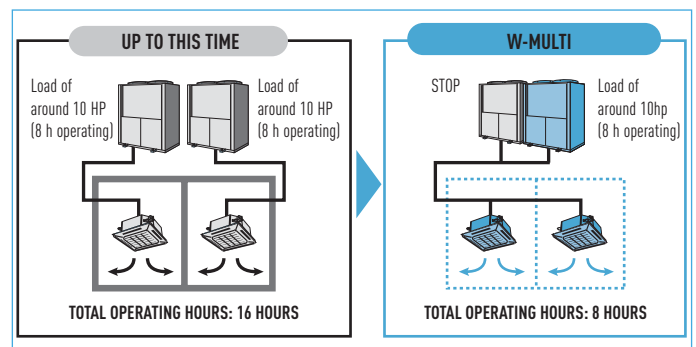 UP TO THIS TIME
Load of
around 10 HP
(8 h operating)
Load of
around 10 HP
(8 h operating)
TOTAL OPERATING HOURS: 16 HOURS
W-MULTI
STOP
Load of
around 10hp
(8 h operating)
TOTAL OPERATING HOURS: 8 HOURS